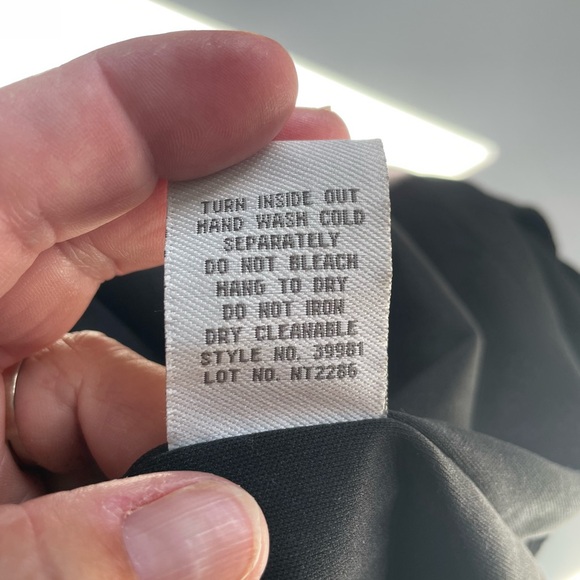 TURN INSIDE OUT
HAND WASH COLD
SEPARATELY
DO NOT BLEACH
HANG TO DRY
DO NOT IRON
DRY CLEANABLE
STYLE NO. 39981
LOT NO. NT2286